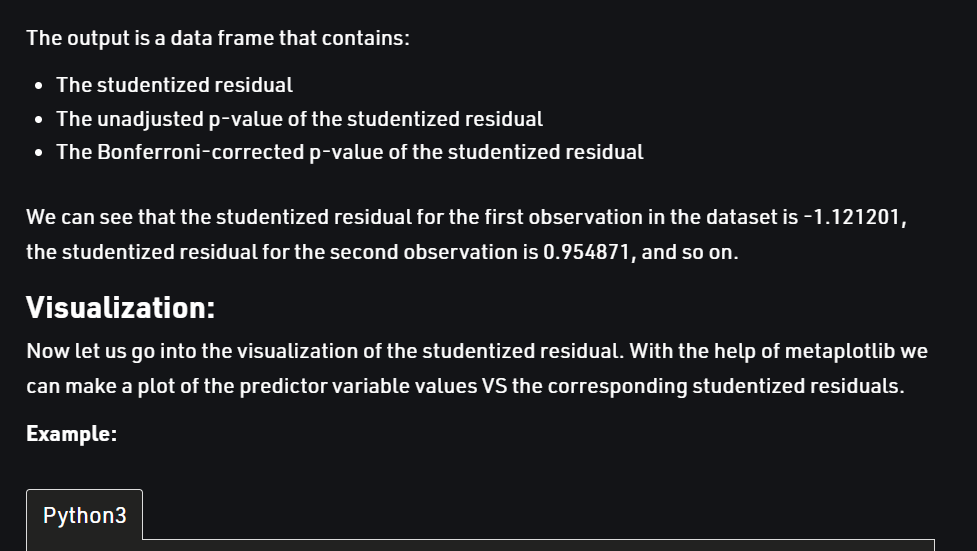 The output is a data frame that contains:
• The studentized residual
• The unadjusted p-value of the studentized residual
• The Bonferroni-corrected p-value of the studentized residual
We can see that the studentized residual for the first observation in the dataset is -1.121201,
the studentized residual for the second observation is 0.954871, and so on.
Visualization:
Now let us go into the visualization of the studentized residual. With the help of metaplotlib we
can make a plot of the predictor variable values VS the corresponding studentized residuals.
Example:
Python3